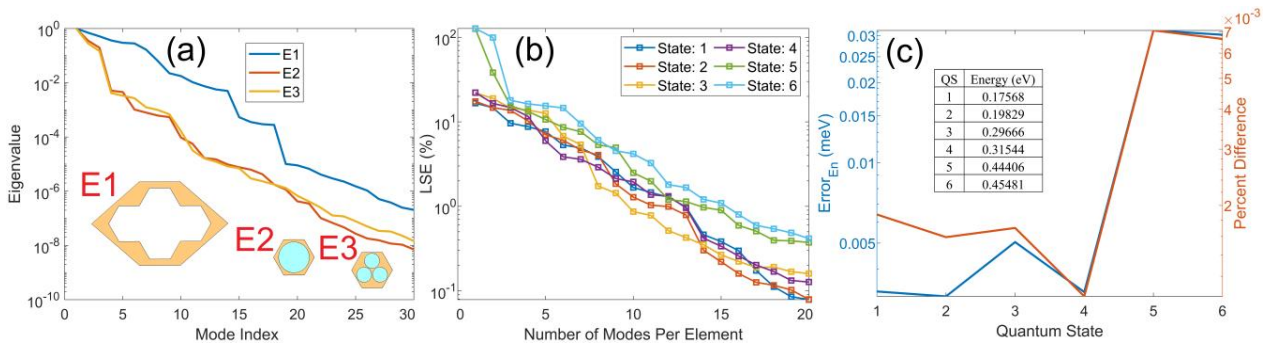 (a)
Eigenvalue
10^0
10^-2
10^-4
10^-6
10^-8
10^-10
0 5 10 15 20 25 30
Mode Index
E1
E2
E3
E1
E2
E3
(b)
LSE (%)
10^2
10^1
10^0
10^-1
0 5 10 15 20
Number of Modes Per Element
State: 1
State: 2
State: 3
State: 4
State: 5
State: 6
(c)
Error_En (meV)
0.03
0.02
0.015
0.01
0.005
QS Energy (eV)
1 0.17568
2 0.19829
3 0.29666
4 0.31544
5 0.44406
6 0.45481
1 2 3 4 5 6
Quantum State
×10^-3
7
6
5
4
3
2
Percent Difference